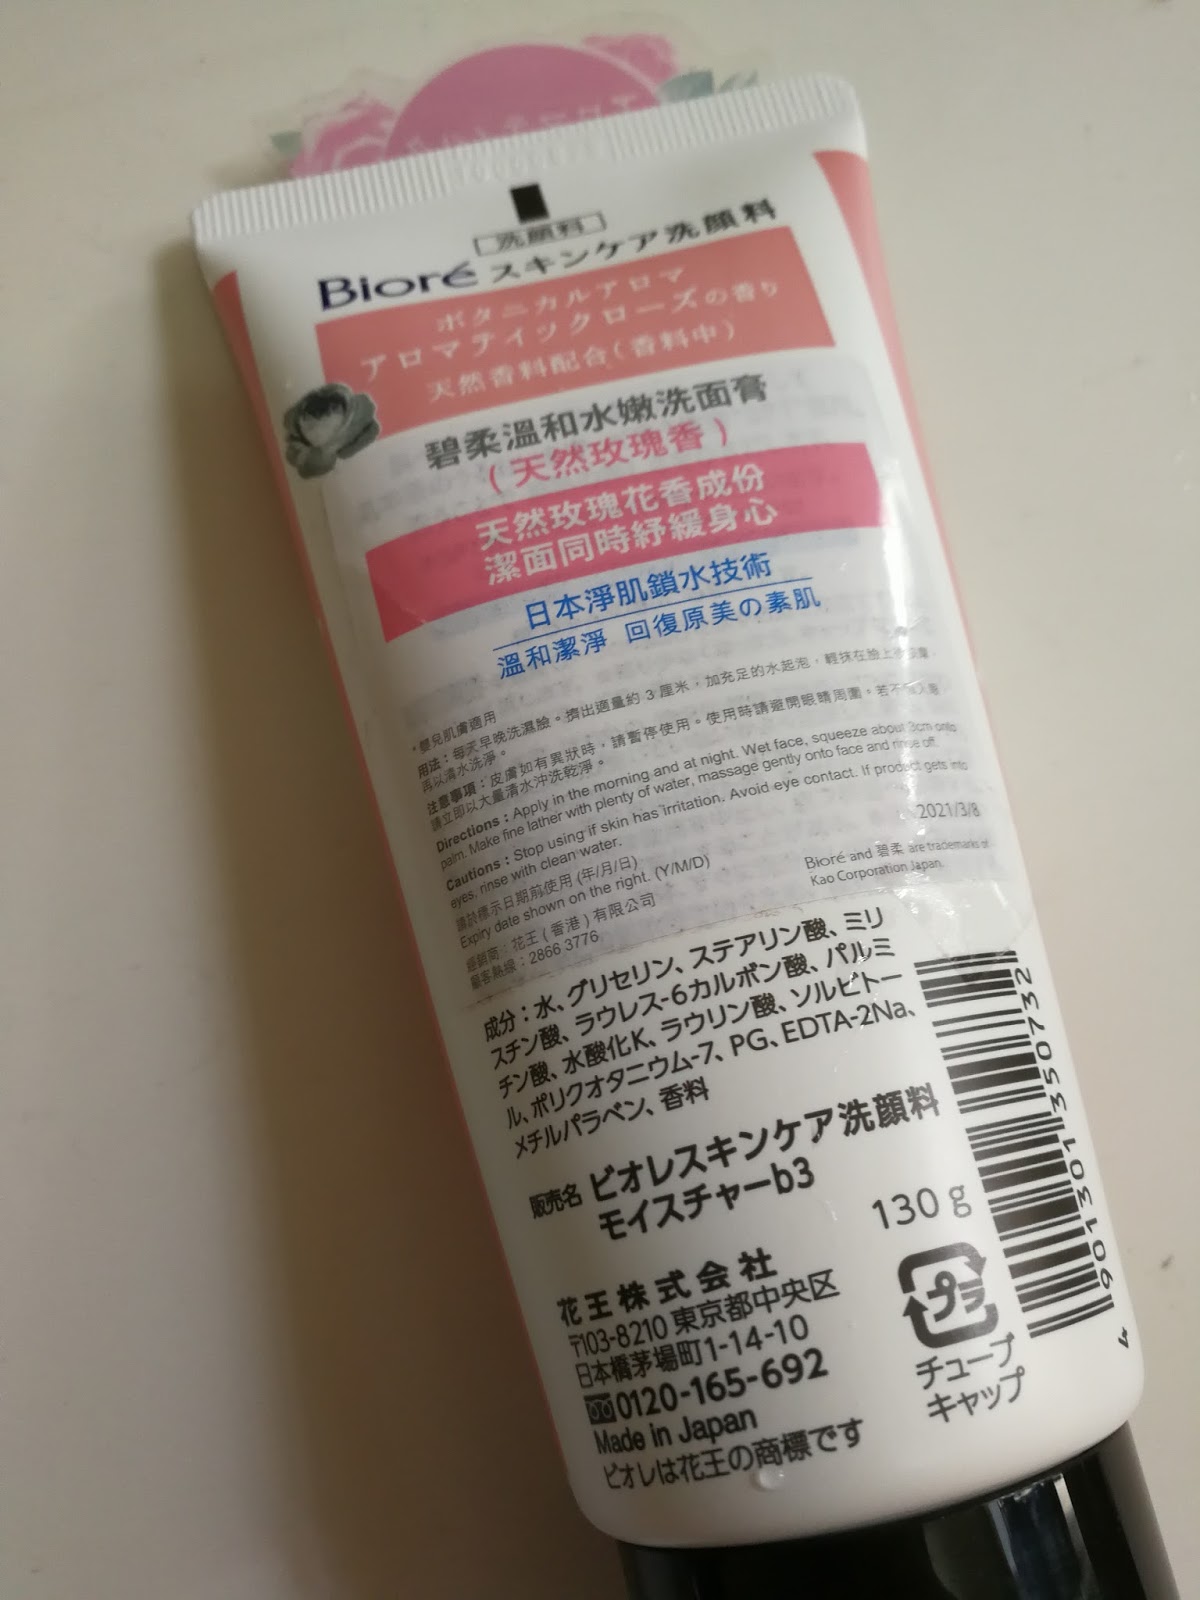 洗顔料
Bioré スキンケア洗顔料
ボタニカルアロマ
アロマティックローズの香り
天然香料配合(香料中)
碧柔溫和水嫩洗面膏
(天然玫瑰香)
天然玫瑰花香成份
潔面同時紓緩身心
日本淨肌鎖水技術
溫和潔淨 回復原美の素肌
*嬰兒肌膚適用
用法：每天早晚洗濕臉。擠出適量約 3 厘米，加充足的水起泡，輕抹在臉上
再以清水洗淨。
注意事項：皮膚如有異狀時，請暫停使用。使用時請避開眼睛周圍。若不
請立即以大量清水沖洗乾淨。
Directions : Apply in the morning and at night. Wet face, squeeze about 3cm onto
palm. Make fine lather with plenty of water, massage gently onto face and rinse off.
Cautions : Stop using if skin has irritation. Avoid eye contact. If product gets into
eyes, rinse with clean water.
請於標示日期前使用 (年/月/日)
Expiry date shown on the right. (Y/M/D)
2021/3/8
經銷商：花王 (香港) 有限公司
顧客熱線：2866 3776
Bioré and 碧柔 are trademarks of
Kao Corporation Japan.
成分：水、グリセリン、ステアリン酸、ミリ
スチン酸、ラウレス-6カルボン酸、パルミ
チン酸、水酸化K、ラウリン酸、ソルビトー
ル、ポリクオタニウム-7、PG、EDTA-2Na、
メチルパラベン、香料
販売名 ビオレスキンケア洗顔料
モイスチャーb3
130 g
花王株式会社
〒103-8210 東京都中央区
日本橋茅場町1-14-10
0120-165-692
Made in Japan
ビオレは花王の商標です
プラ
チューブ
キャップ
4 901301 350732